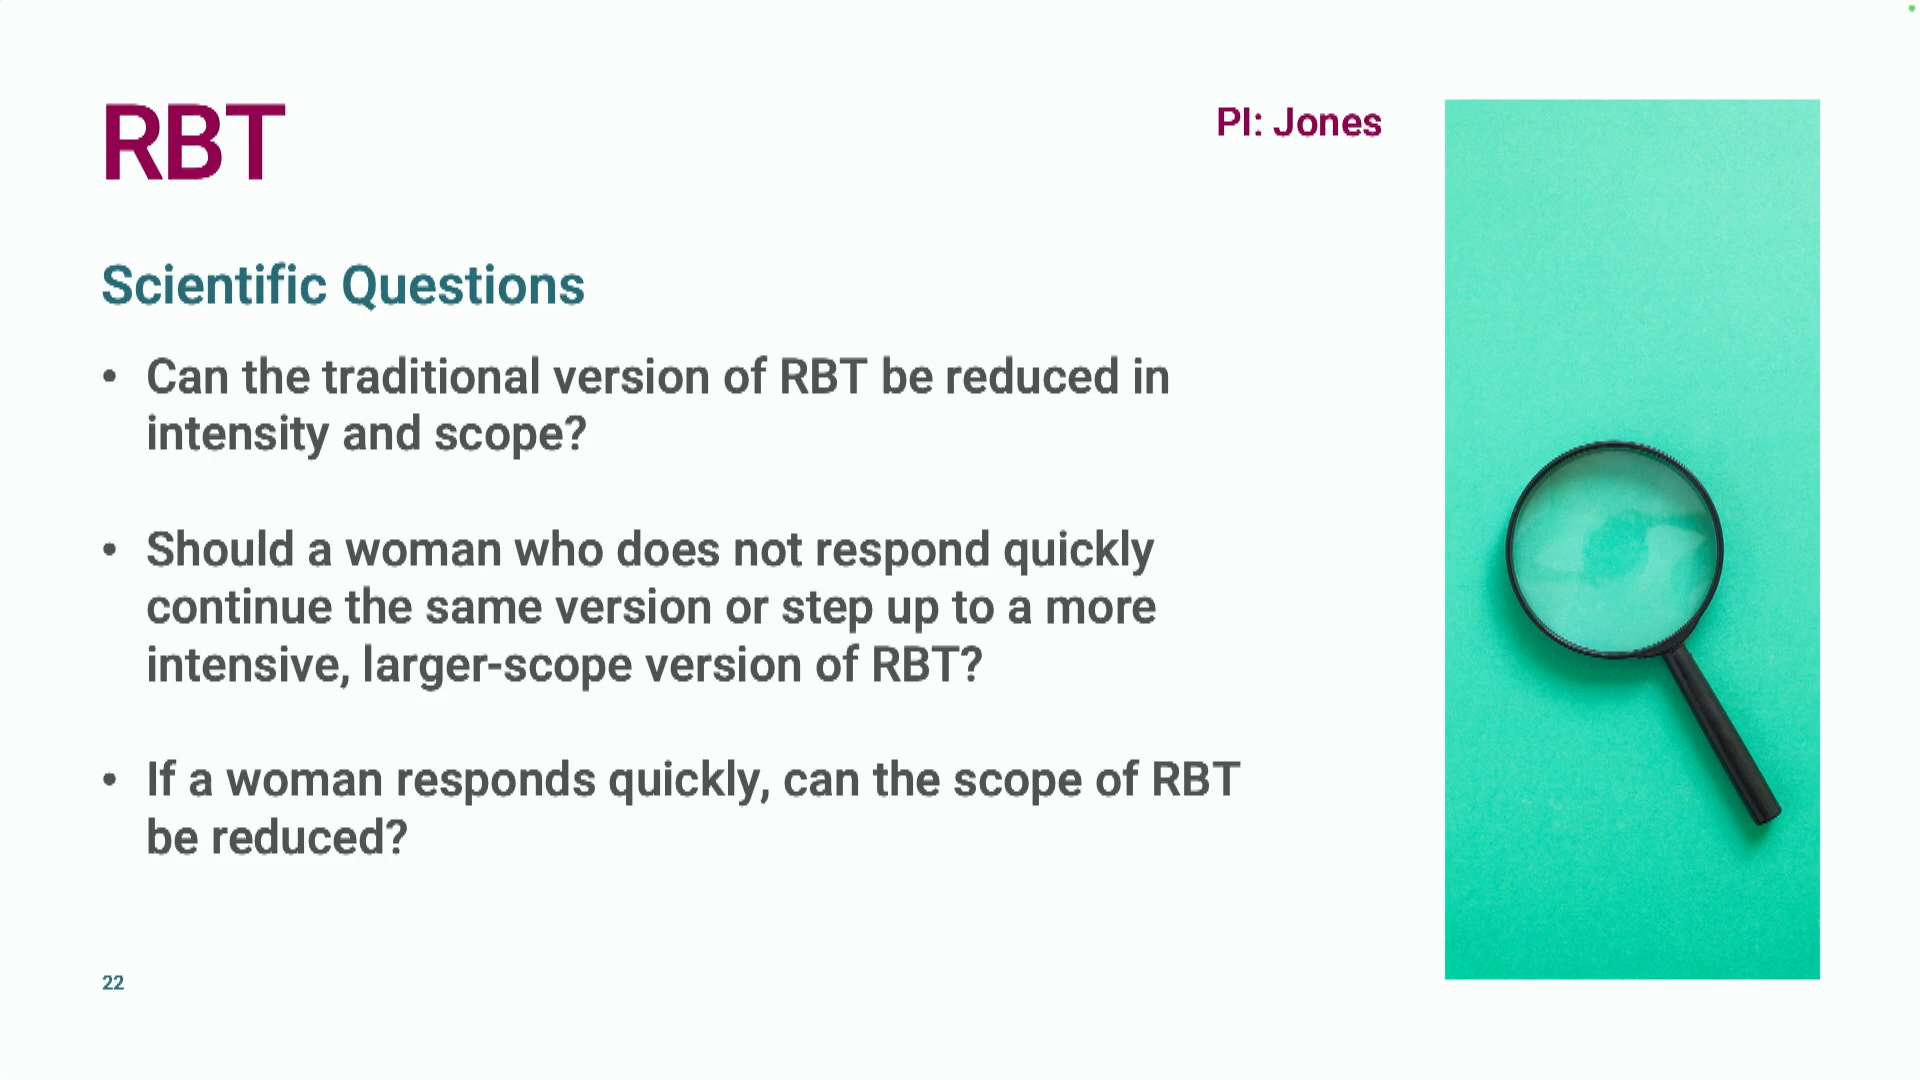 RBT
PI: Jones
Scientific Questions
• Can the traditional version of RBT be reduced in
intensity and scope?
• Should a woman who does not respond quickly
continue the same version or step up to a more
intensive, larger-scope version of RBT?
• If a woman responds quickly, can the scope of RBT
be reduced?
22